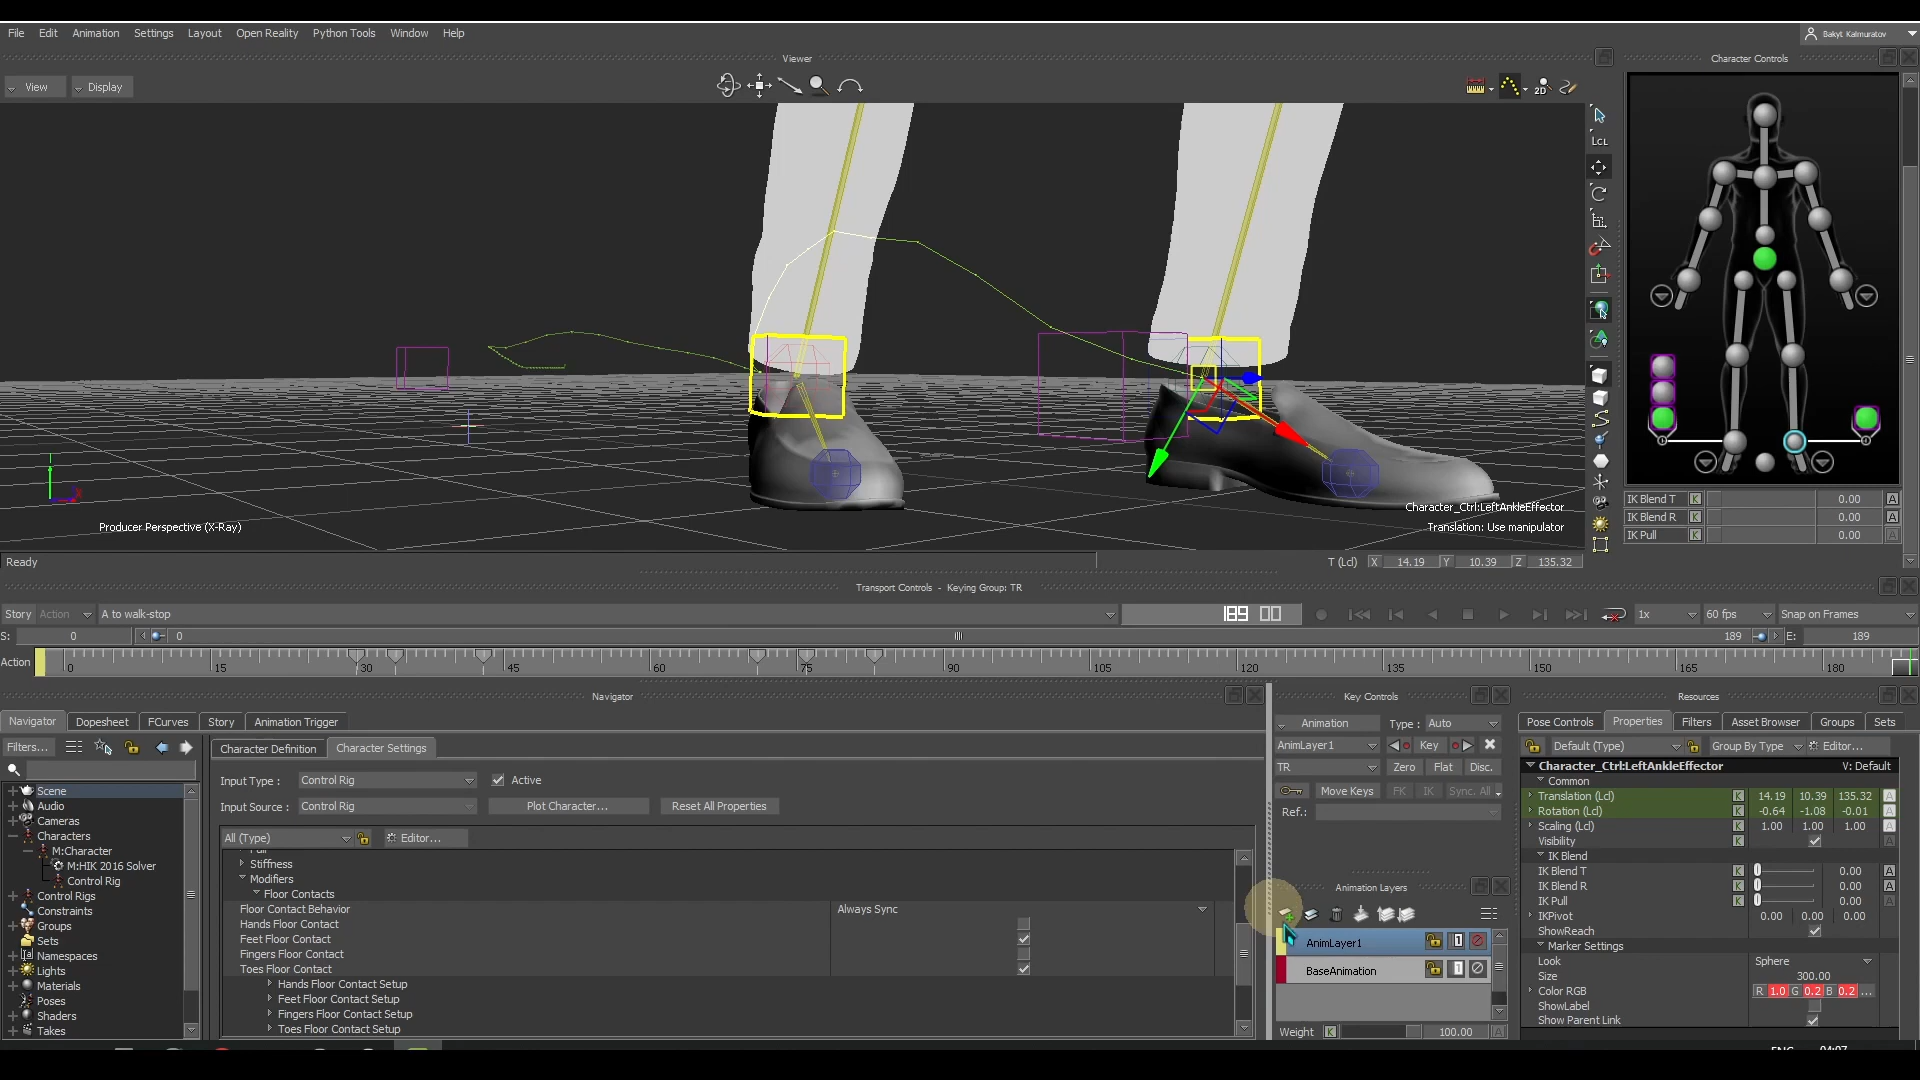 File Edit Animation Settings Layout Open Reality Python Tools Window Help
Bakyt Kalmuratov
Viewer
Character Controls
View Display
2D
LCL
Character_Ctrl:LeftAnkleEffector
Producer Perspective (X-Ray)
Translation: Use manipulator
IK Blend T K 0.00 A
IK Blend R K 0.00 A
IK Pull K 0.00 A
Ready
T (Lcl) X 14.19 Y 10.39 Z 135.32
Transport Controls - Keying Group: TR
Story Action A to walk-stop 189 00 1x 60 fps Snap on Frames
S: 0 0 189 E: 189
Action 0 15 30 45 60 75 90 105 120 135 150 165 180
Navigator
Key Controls
Resources
Navigator Dopesheet FCurves Story Animation Trigger
Animation Type : Auto
Pose Controls Properties Filters Asset Browser Groups Sets
Filters...
Character Definition Character Settings
AnimLayer1 Key
Default (Type) Group By Type Editor...
TR Zero Flat Disc.
Character_Ctrl:LeftAnkleEffector V: Default
Input Type : Control Rig Active
Common
Scene
Move Keys FK IK Sync. All
Translation (Lcl) K 14.19 10.39 135.32 A
Audio
Input Source : Control Rig Plot Character... Reset All Properties
Ref.:
Rotation (Lcl) K -0.64 -1.08 -0.01 A
Cameras
Scaling (Lcl) K 1.00 1.00 1.00 A
Characters
All (Type) Editor...
Visibility K
M:Character
IK Blend
M:HIK 2016 Solver
Stiffness
IK Blend T K 0.00 A
Control Rig
Modifiers
Animation Layers
IK Blend R K 0.00 A
Control Rigs
Floor Contacts
IK Pull K 0.00 A
Constraints
Floor Contact Behavior Always Sync
IKPivot 0.00 0.00 0.00 A
Groups
Hands Floor Contact
ShowReach
Sets
Feet Floor Contact
AnimLayer1 1
Marker Settings
Namespaces
Fingers Floor Contact
Look Sphere
Lights
Toes Floor Contact
BaseAnimation 1
Size 300.00
Materials
Hands Floor Contact Setup
Color RGB R 1.0 G 0.2 B 0.2 ...
Poses
Feet Floor Contact Setup
ShowLabel
Shaders
Fingers Floor Contact Setup
Show Parent Link
Takes
Toes Floor Contact Setup
Weight K 100.00 A